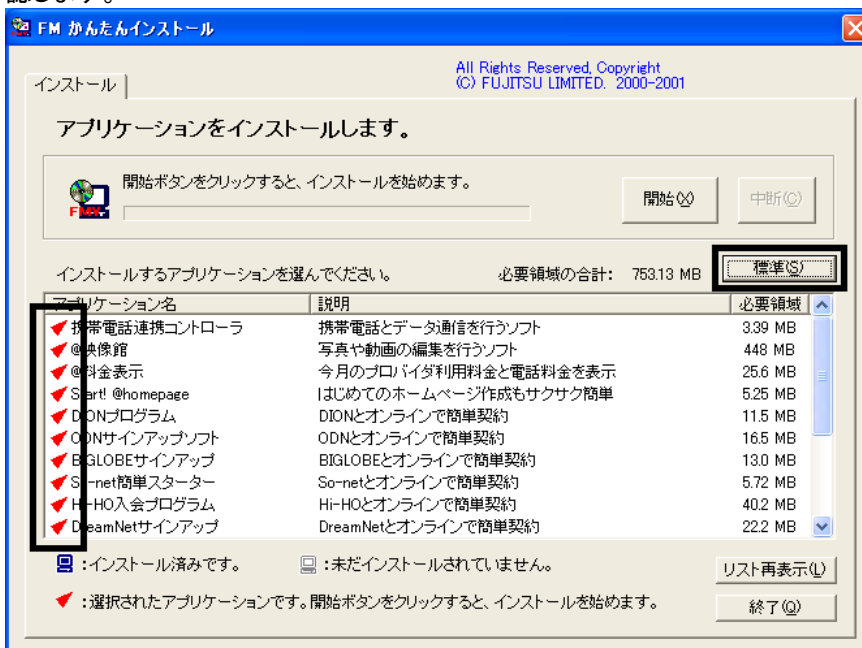 認します。
FM かんたんインストール
All Rights Reserved, Copyright
(C) FUJITSU LIMITED. 2000-2001
インストール
アプリケーションをインストールします。
開始ボタンをクリックすると、インストールを始めます。
FMV
開始(X) 中断(C)
インストールするアプリケーションを選んでください。 必要領域の合計: 753.13 MB 標準(S)
アプリケーション名 説明 必要領域
携帯電話連携コントローラ 携帯電話とデータ通信を行うソフト 3.39 MB
@映像館 写真や動画の編集を行うソフト 448 MB
@料金表示 今月のプロバイダ利用料金と電話料金を表示 25.6 MB
Start! @homepage はじめてのホームページ作成もサクサク簡単 5.25 MB
DIONプログラム DIONとオンラインで簡単契約 11.5 MB
ODNサインアップソフト ODNとオンラインで簡単契約 16.5 MB
BIGLOBEサインアップ BIGLOBEとオンラインで簡単契約 13.0 MB
So-net簡単スターター So-netとオンラインで簡単契約 5.72 MB
Hi-HO入会プログラム Hi-HOとオンラインで簡単契約 40.2 MB
DreamNetサインアップ DreamNetとオンラインで簡単契約 22.2 MB
:インストール済みです。 :未だインストールされていません。 リスト再表示(L)
:選択されたアプリケーションです。開始ボタンをクリックすると、インストールを始めます。 終了(Q)